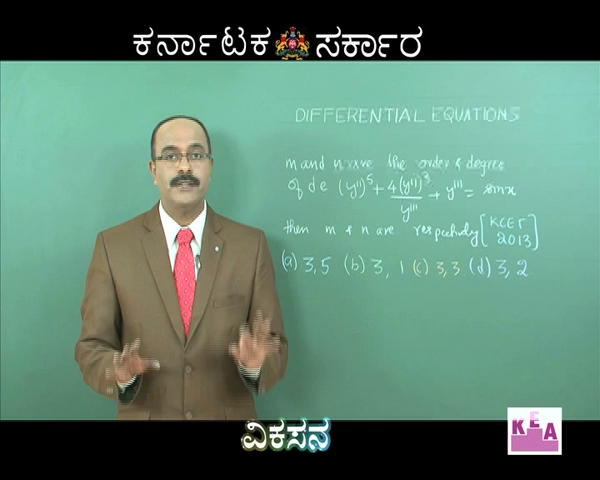 ಕರ್ನಾಟಕ ಸರ್ಕಾರ
DIFFERENTIAL EQUATIONS
m and n are the order & degree
of d e (y'')⁵ + 4(y'')³/y''' + y''' = sinx
then m & n are respectively [KCET 2013]
(a) 3,5 (b) 3, 1 (c) 3,3 (d) 3, 2
ವಿಕಸನ
KEA